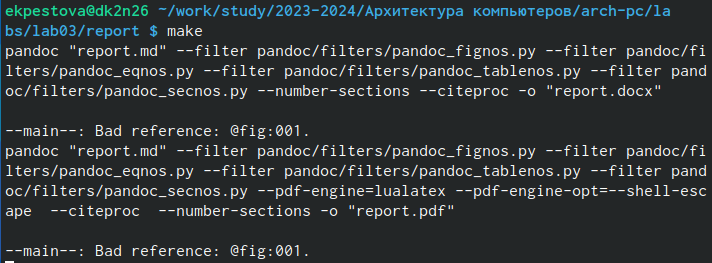 ekpestova@dk2n26 ~/work/study/2023-2024/Архитектура компьютеров/arch-pc/la
bs/lab03/report $ make
pandoc "report.md" --filter pandoc/filters/pandoc_fignos.py --filter pandoc/fi
lters/pandoc_eqnos.py --filter pandoc/filters/pandoc_tablenos.py --filter pand
oc/filters/pandoc_secnos.py --number-sections --citeproc -o "report.docx"
--main--: Bad reference: @fig:001.
pandoc "report.md" --filter pandoc/filters/pandoc_fignos.py --filter pandoc/fi
lters/pandoc_eqnos.py --filter pandoc/filters/pandoc_tablenos.py --filter pand
oc/filters/pandoc_secnos.py --pdf-engine=lualatex --pdf-engine-opt=--shell-esc
ape  --citeproc  --number-sections -o "report.pdf"
--main--: Bad reference: @fig:001.